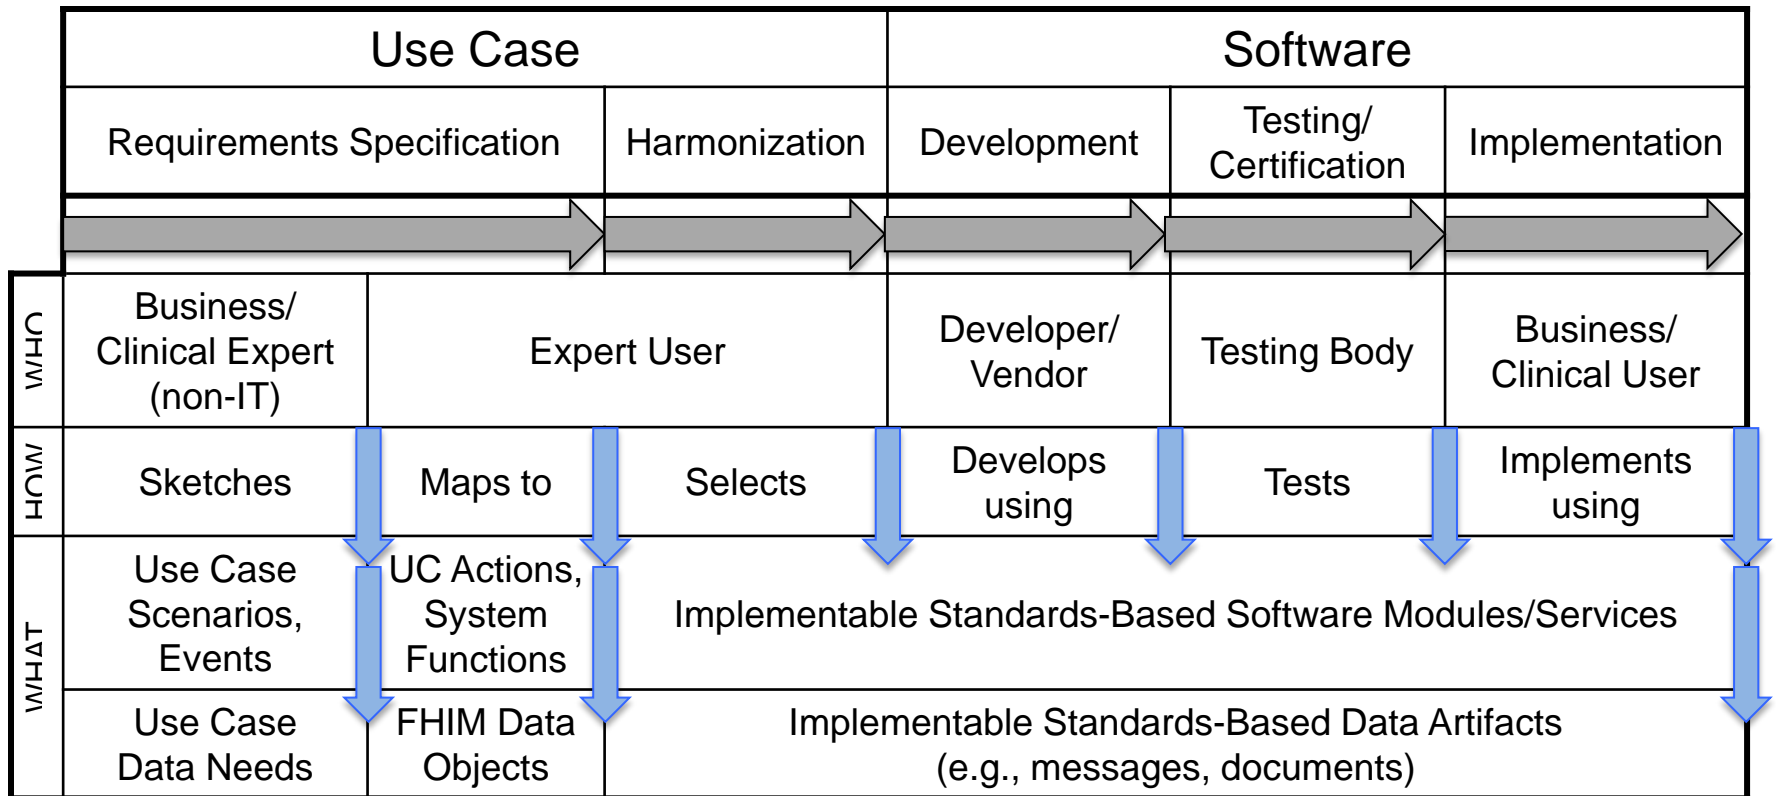 Use Case
Software
Requirements Specification
Harmonization
Development
Testing/
Certification
Implementation
WHO
Business/
Clinical Expert
(non-IT)
Expert User
Developer/
Vendor
Testing Body
Business/
Clinical User
HOW
Sketches
Maps to
Selects
Develops
using
Tests
Implements
using
WHAT
Use Case
Scenarios,
Events
UC Actions,
System
Functions
Implementable Standards-Based Software Modules/Services
Use Case
Data Needs
FHIM Data
Objects
Implementable Standards-Based Data Artifacts
(e.g., messages, documents)